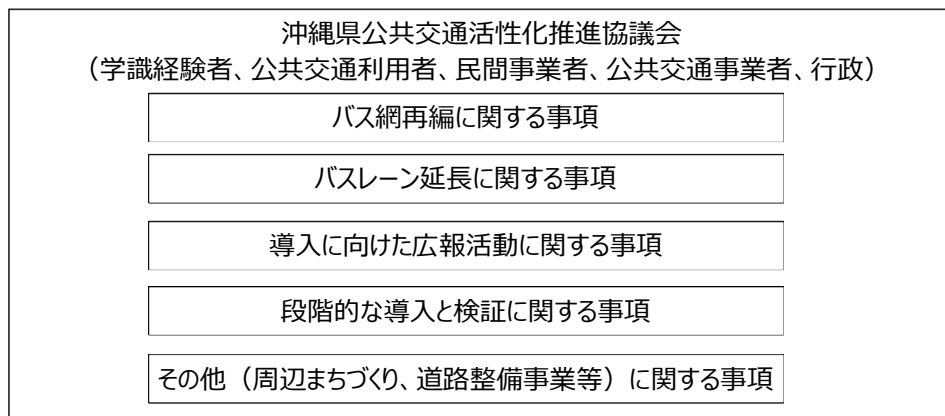 沖縄県公共交通活性化推進協議会
（学識経験者、公共交通利用者、民間事業者、公共交通事業者、行政）
バス網再編に関する事項
バスレーン延長に関する事項
導入に向けた広報活動に関する事項
段階的な導入と検証に関する事項
その他（周辺まちづくり、道路整備事業等）に関する事項